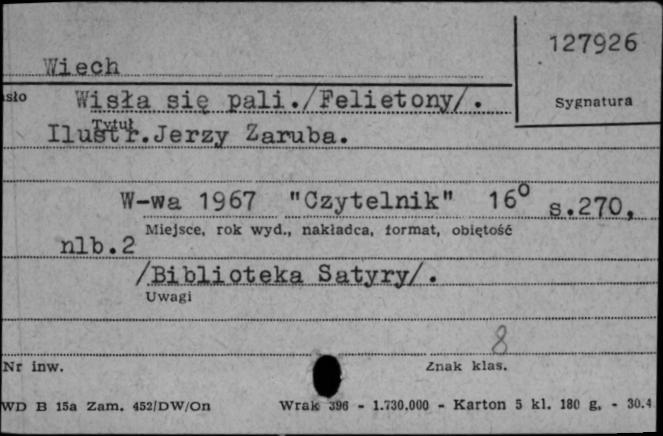 127926
Wiech
Sygnatura
sło Wisła się pali./Felietony/.
Tytuł
Ilustr.Jerzy Zaruba.
W-wa 1967 "Czytelnik" 16° s.270,
Miejsce, rok wyd., nakładca, format, objętość
nlb.2
/Biblioteka Satyry/.
Uwagi
8
Nr inw. Znak klas.
WD B 15a Zam. 452/DW/On Wrak 396 - 1.730.000 - Karton 5 kl. 180 g. - 30.4